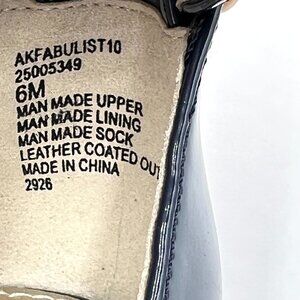 AKFABULIST10
25005349
6M
MAN MADE UPPER
MAN MADE LINING
MAN MADE SOCK
LEATHER COATED OUT
MADE IN CHINA
2926